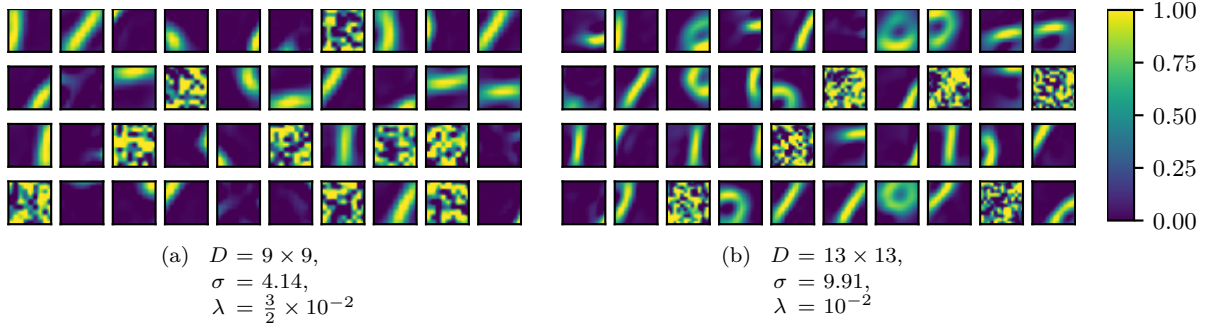 1.00
0.75
0.50
0.25
0.00
(a) D = 9 × 9,
σ = 4.14,
λ = 3/2 × 10⁻²
(b) D = 13 × 13,
σ = 9.91,
λ = 10⁻²